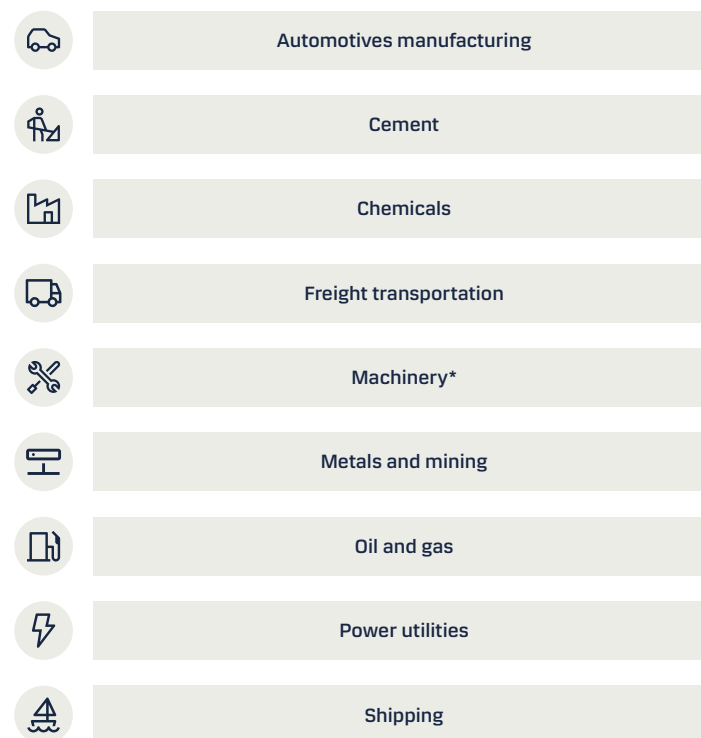 Automotives manufacturing
Cement
Chemicals
Freight transportation
Machinery*
Metals and mining
Oil and gas
Power utilities
Shipping